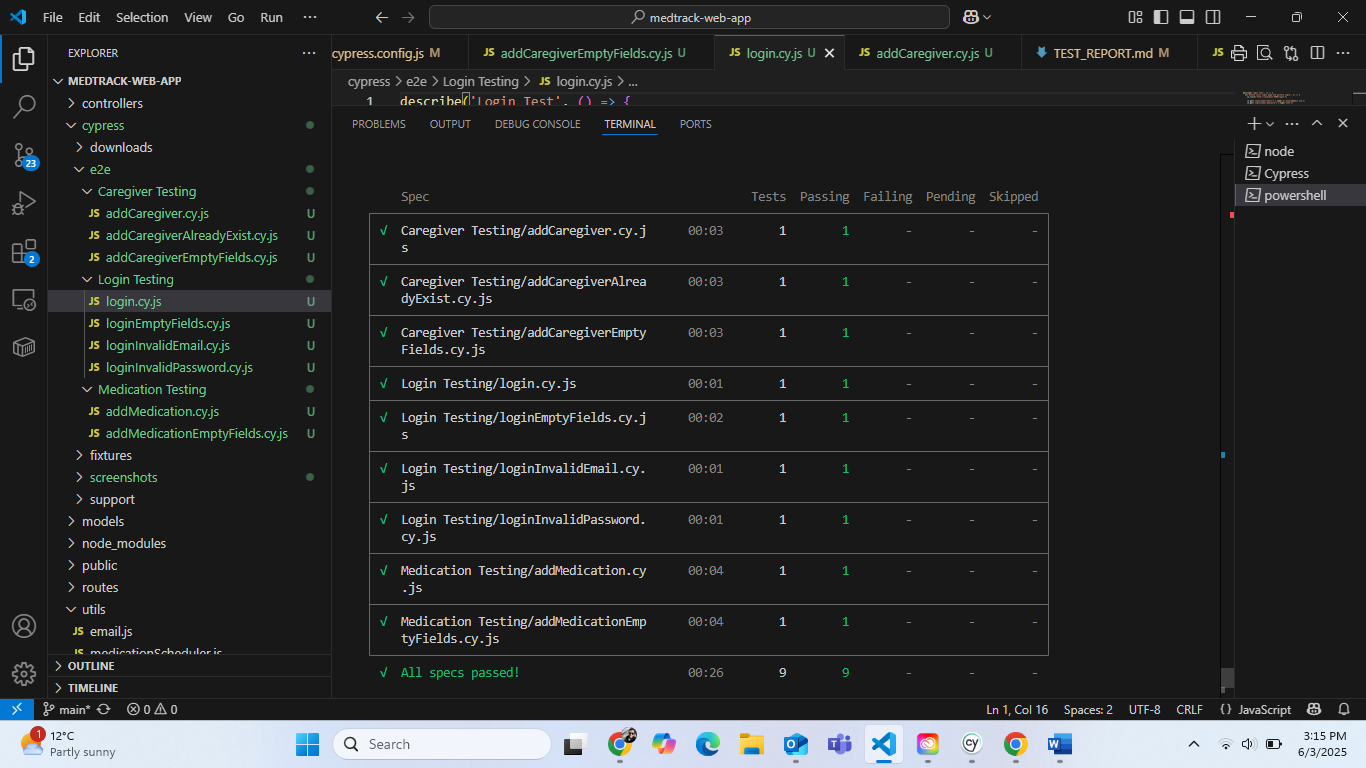 File Edit Selection View Go Run ···
medtrack-web-app
EXPLORER ···
MEDTRACK-WEB-APP
controllers
cypress
downloads
e2e
Caregiver Testing
JS addCaregiver.cy.js U
JS addCaregiverAlreadyExist.cy.js U
JS addCaregiverEmptyFields.cy.js U
Login Testing
JS login.cy.js U
JS loginEmptyFields.cy.js U
JS loginInvalidEmail.cy.js U
JS loginInvalidPassword.cy.js U
Medication Testing
JS addMedication.cy.js U
JS addMedicationEmptyFields.cy.js U
fixtures
screenshots
support
models
node_modules
public
routes
utils
JS email.js
JS medicationScheduler.js
OUTLINE
TIMELINE
23
2
cypress.config.js M
JS addCaregiverEmptyFields.cy.js U
JS login.cy.js U
JS addCaregiver.cy.js U
TEST_REPORT.md M
JS
cypress > e2e > Login Testing > JS login.cy.js > ...
1 describe('Login Test', () => {
PROBLEMS OUTPUT DEBUG CONSOLE TERMINAL PORTS
node
Cypress
powershell
Spec Tests Passing Failing Pending Skipped
√ Caregiver Testing/addCaregiver.cy.j 00:03 1 1 - - -
s
√ Caregiver Testing/addCaregiverAlrea 00:03 1 1 - - -
dyExist.cy.js
√ Caregiver Testing/addCaregiverEmpty 00:03 1 1 - - -
Fields.cy.js
√ Login Testing/login.cy.js 00:01 1 1 - - -
√ Login Testing/loginEmptyFields.cy.j 00:02 1 1 - - -
s
√ Login Testing/loginInvalidEmail.cy. 00:01 1 1 - - -
js
√ Login Testing/loginInvalidPassword. 00:01 1 1 - - -
cy.js
√ Medication Testing/addMedication.cy 00:04 1 1 - - -
.js
√ Medication Testing/addMedicationEmp 00:04 1 1 - - -
tyFields.cy.js
√ All specs passed! 00:26 9 9 - - -
main* 0 0 Ln 1, Col 16 Spaces: 2 UTF-8 CRLF {} JavaScript
1
12°C
Partly sunny
Search
cy
3:15 PM
6/3/2025